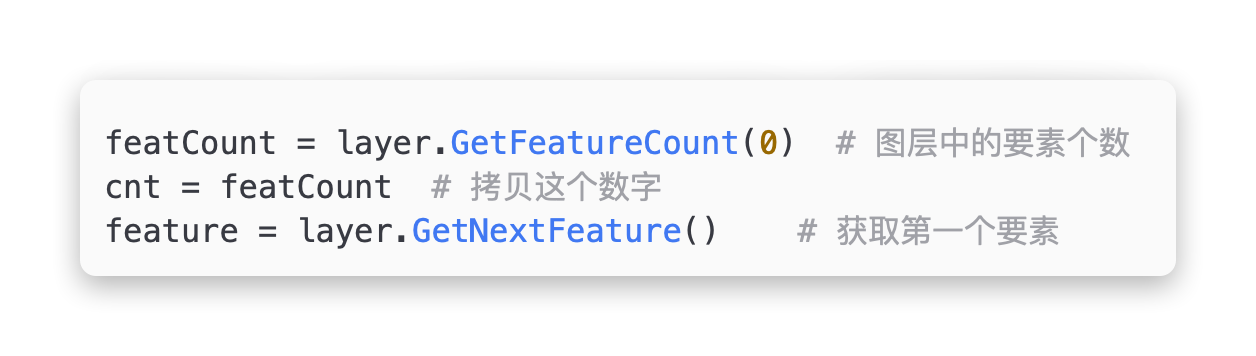 featCount = layer.GetFeatureCount(0)  # 图层中的要素个数
cnt = featCount  # 拷贝这个数字
feature = layer.GetNextFeature()    # 获取第一个要素